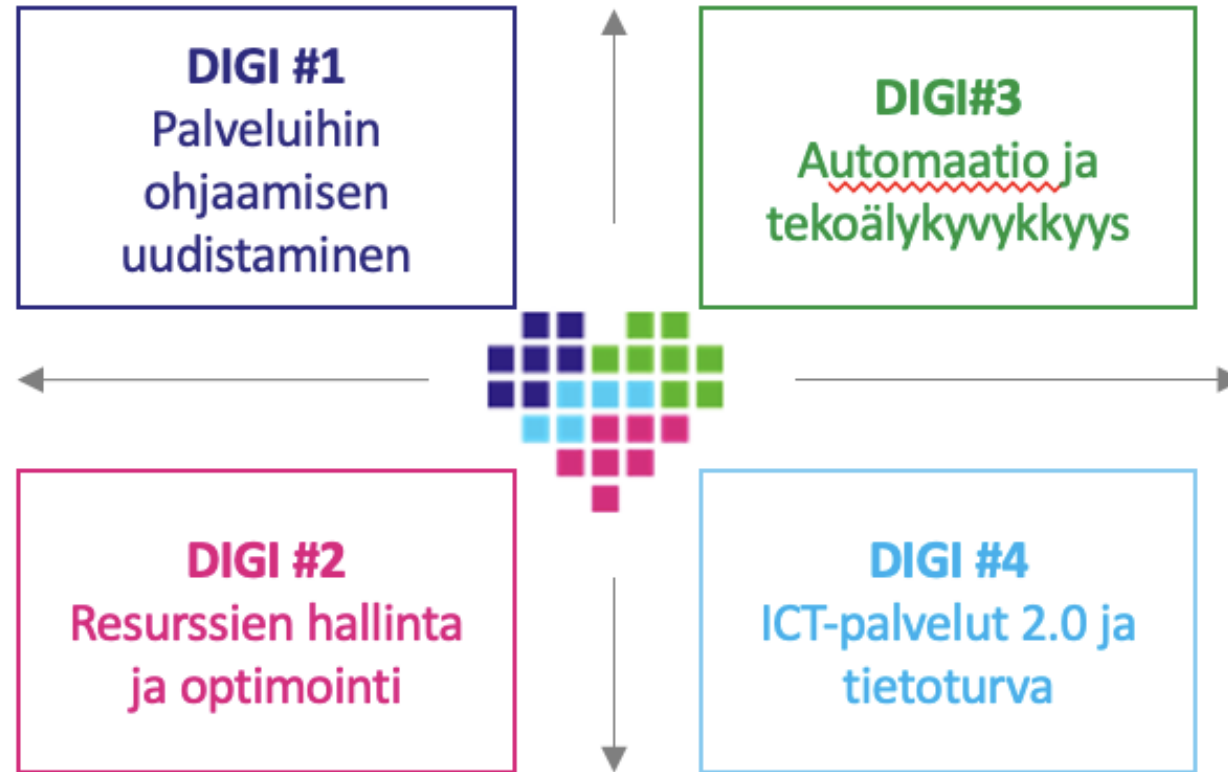 DIGI #1
Palveluihin
ohjaamisen
uudistaminen
DIGI#3
Automaatio ja
tekoälykyvykkyys
DIGI #2
Resurssien hallinta
ja optimointi
DIGI #4
ICT-palvelut 2.0 ja
tietoturva